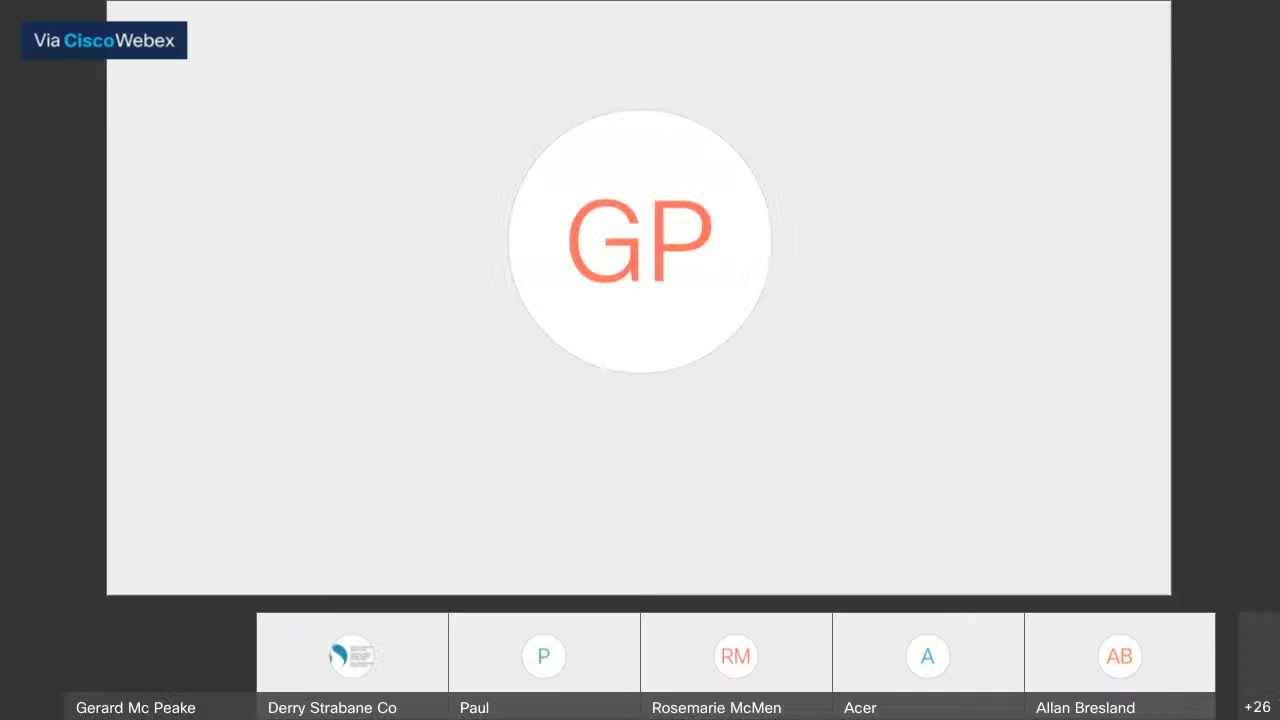 Via CiscoWebex
GP
P
RM
A
AB
Gerard Mc Peake
Derry Strabane Co
Paul
Rosemarie McMen
Acer
Allan Bresland
+26